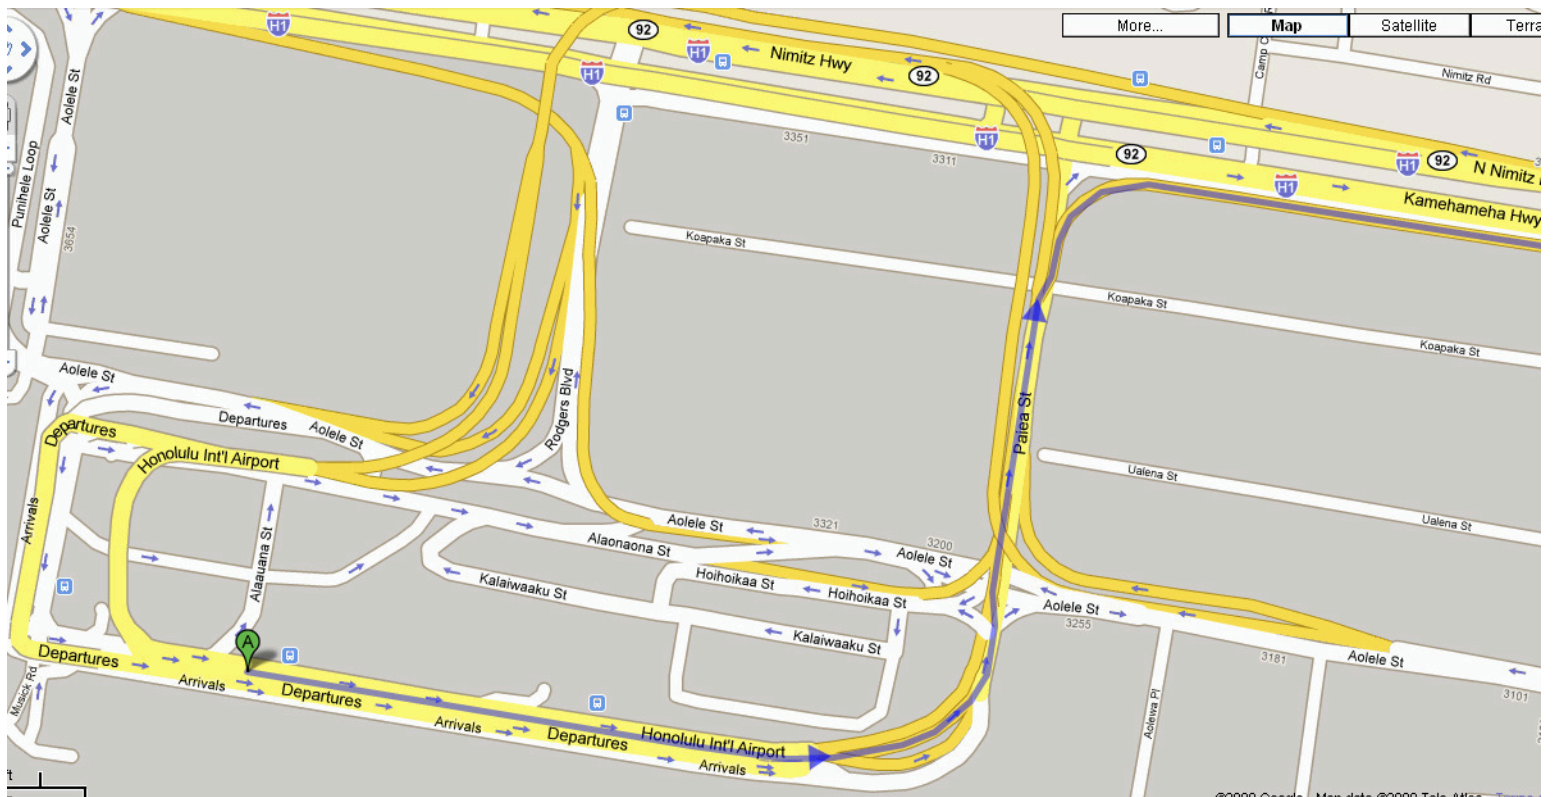 More...
Map
Satellite
Terra
92
H1
H1
H1
Nimitz Hwy
92
Nimitz Rd
Aolele St
3351
3311
H1
92
H1
92
N Nimitz
H1
Kamehameha Hwy
Punihele Loop
Aolele St
3654
Koapaka St
Koapaka St
Koapaka St
Aolele St
Departures
Aolele St
Rodgers Blvd
Paiea St
Departures
Honolulu Int'l Airport
Ualena St
Ualena St
Arrivals
Aolele St
3321
Alaonaona St
3200
Aolele St
Alaauana St
Kalaiwaaku St
Hoihoikaa St
Hoihoikaa St
Aolele St
3255
Kalaiwaaku St
A
Departures
3181
Aolele St
Musick Rd
Arrivals
Departures
3101
Arrivals
Departures
Honolulu Int'l Airport
Arrivals
Aolewa Pl
ft